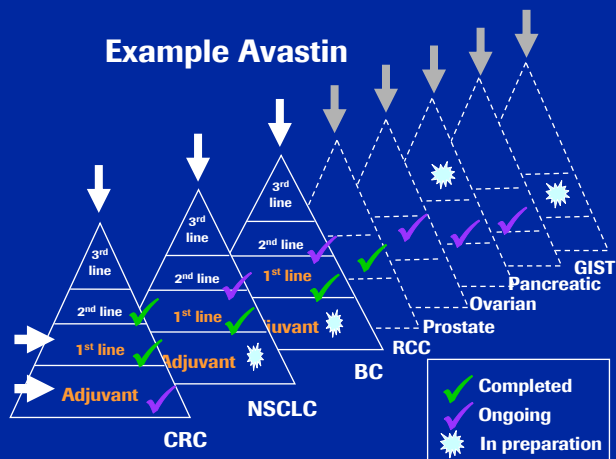 Example Avastin
3rd
line
2nd line
1st line
Adjuvant
CRC
3rd
line
2nd line
1st line
Adjuvant
NSCLC
3rd
line
2nd line
1st line
juvant
BC
RCC
Prostate
Ovarian
Pancreatic
GIST
Completed
Ongoing
In preparation